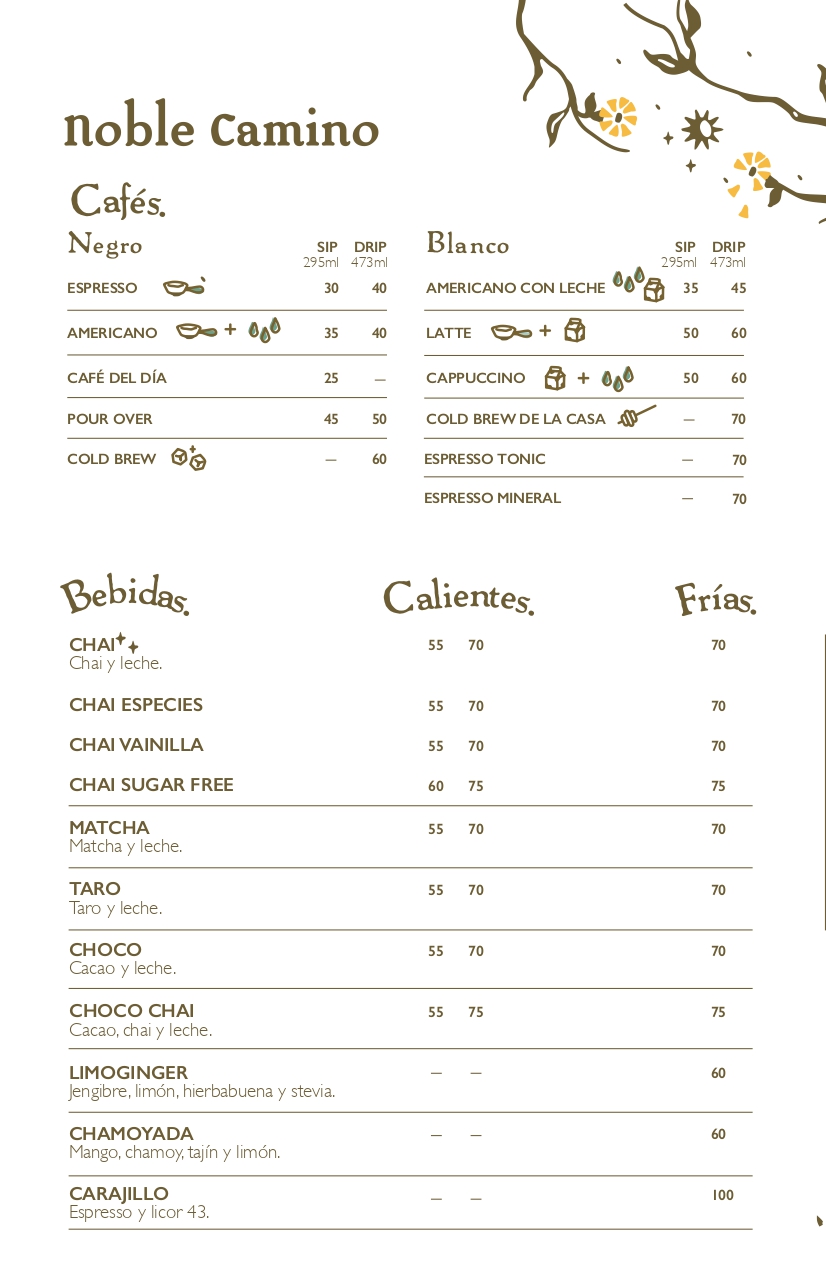 Noble Camino
Cafés.
Negro
SIP DRIP
295ml 473ml
ESPRESSO 30 40
AMERICANO + 35 40
CAFÉ DEL DÍA 25 —
POUR OVER 45 50
COLD BREW — 60
Blanco
SIP DRIP
295ml 473ml
AMERICANO CON LECHE 35 45
LATTE + 50 60
CAPPUCCINO + 50 60
COLD BREW DE LA CASA — 70
ESPRESSO TONIC — 70
ESPRESSO MINERAL — 70
Bebidas. Calientes. Frías.
CHAI 55 70 70
Chai y leche.
CHAI ESPECIES 55 70 70
CHAI VAINILLA 55 70 70
CHAI SUGAR FREE 60 75 75
MATCHA 55 70 70
Matcha y leche.
TARO 55 70 70
Taro y leche.
CHOCO 55 70 70
Cacao y leche.
CHOCO CHAI 55 75 75
Cacao, chai y leche.
LIMOGINGER — — 60
Jengibre, limón, hierbabuena y stevia.
CHAMOYADA — — 60
Mango, chamoy, tajín y limón.
CARAJILLO — — 100
Espresso y licor 43.